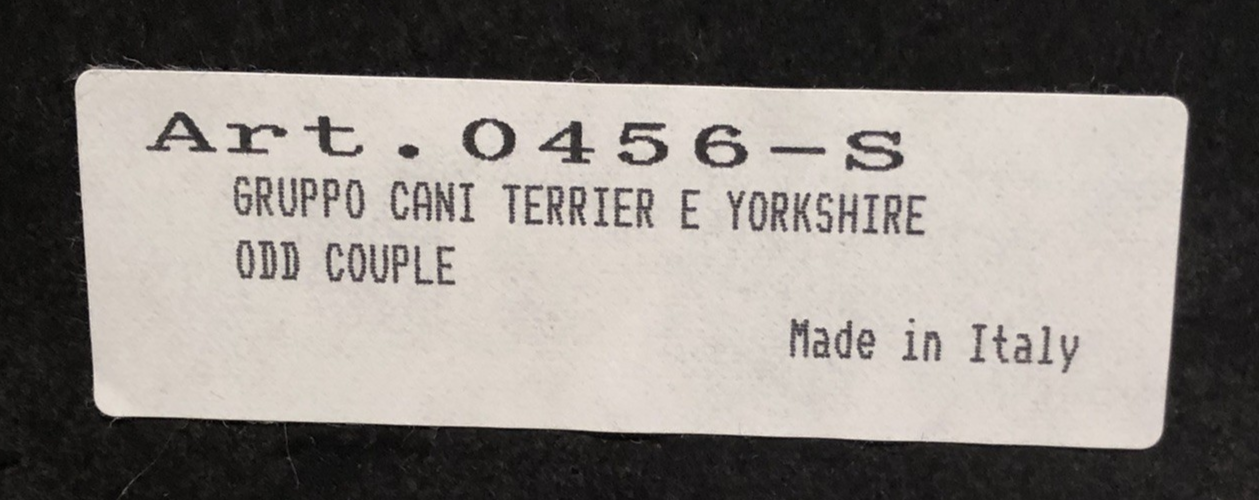 Art.0456-S
GRUPPO CANI TERRIER E YORKSHIRE
ODD COUPLE
Made in Italy